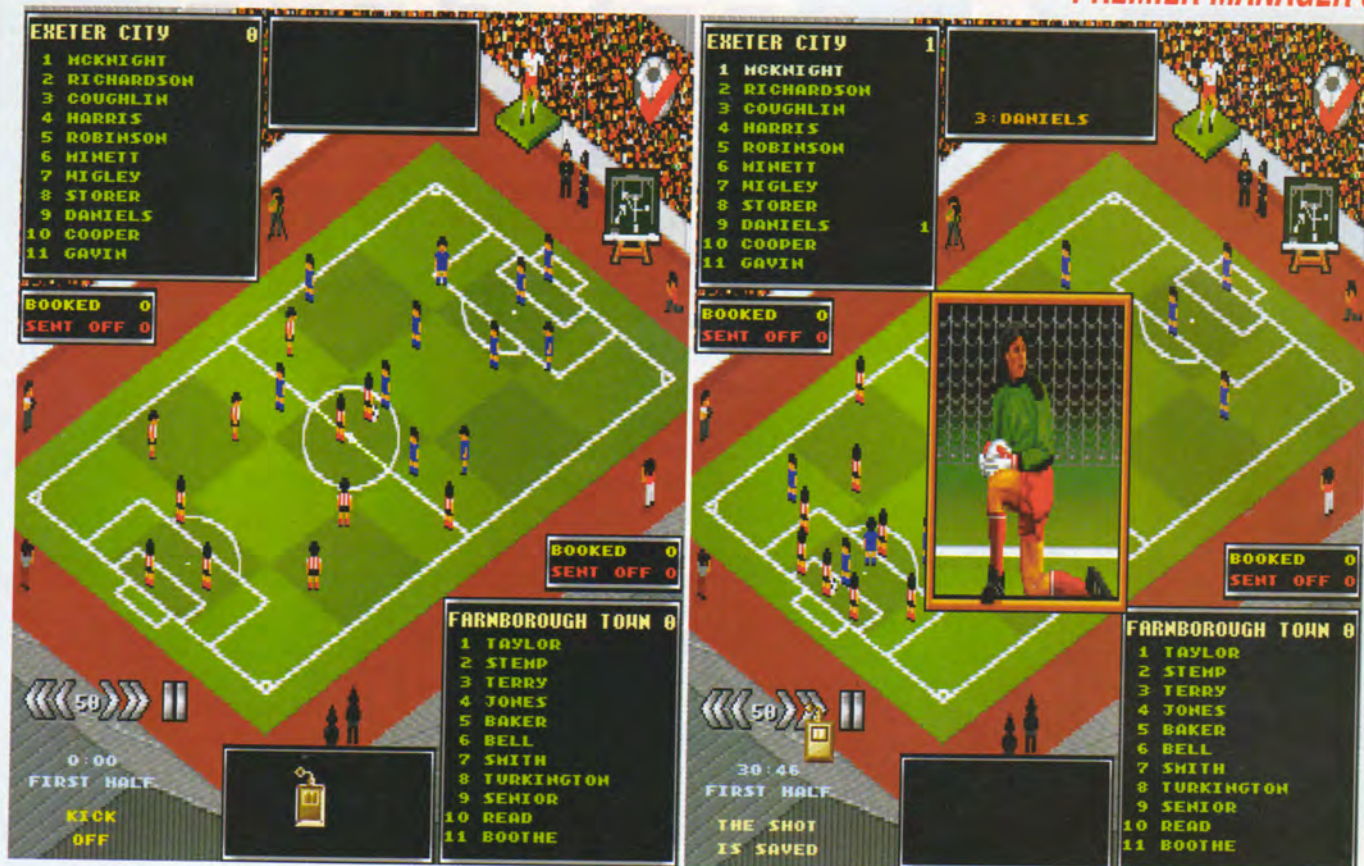 PREMIER MANAGER
EXETER CITY 0
1 MCKNIGHT
2 RICHARDSON
3 COUGHLIN
4 HARRIS
5 ROBINSON
6 MINETT
7 WIGLEY
8 STORER
9 DANIELS
10 COOPER
11 GAVIN
BOOKED 0
SENT OFF 0
BOOKED 0
SENT OFF 0
FARNBOROUGH TOWN 0
1 TAYLOR
2 STEMP
3 TERRY
4 JONES
5 BAKER
6 BELL
7 SMITH
8 TURKINGTON
9 SENIOR
10 READ
11 BOOTHE
50
0:00
FIRST HALF
KICK
OFF
EXETER CITY 1
1 MCKNIGHT
2 RICHARDSON
3 COUGHLIN
4 HARRIS
5 ROBINSON
6 MINETT
7 WIGLEY
8 STORER
9 DANIELS 1
10 COOPER
11 GAVIN
3:DANIELS
BOOKED 0
SENT OFF 0
BOOKED 0
SENT OFF 0
FARNBOROUGH TOWN 0
1 TAYLOR
2 STEMP
3 TERRY
4 JONES
5 BAKER
6 BELL
7 SMITH
8 TURKINGTON
9 SENIOR
10 READ
11 BOOTHE
50
30:46
FIRST HALF
THE SHOT
IS SAVED